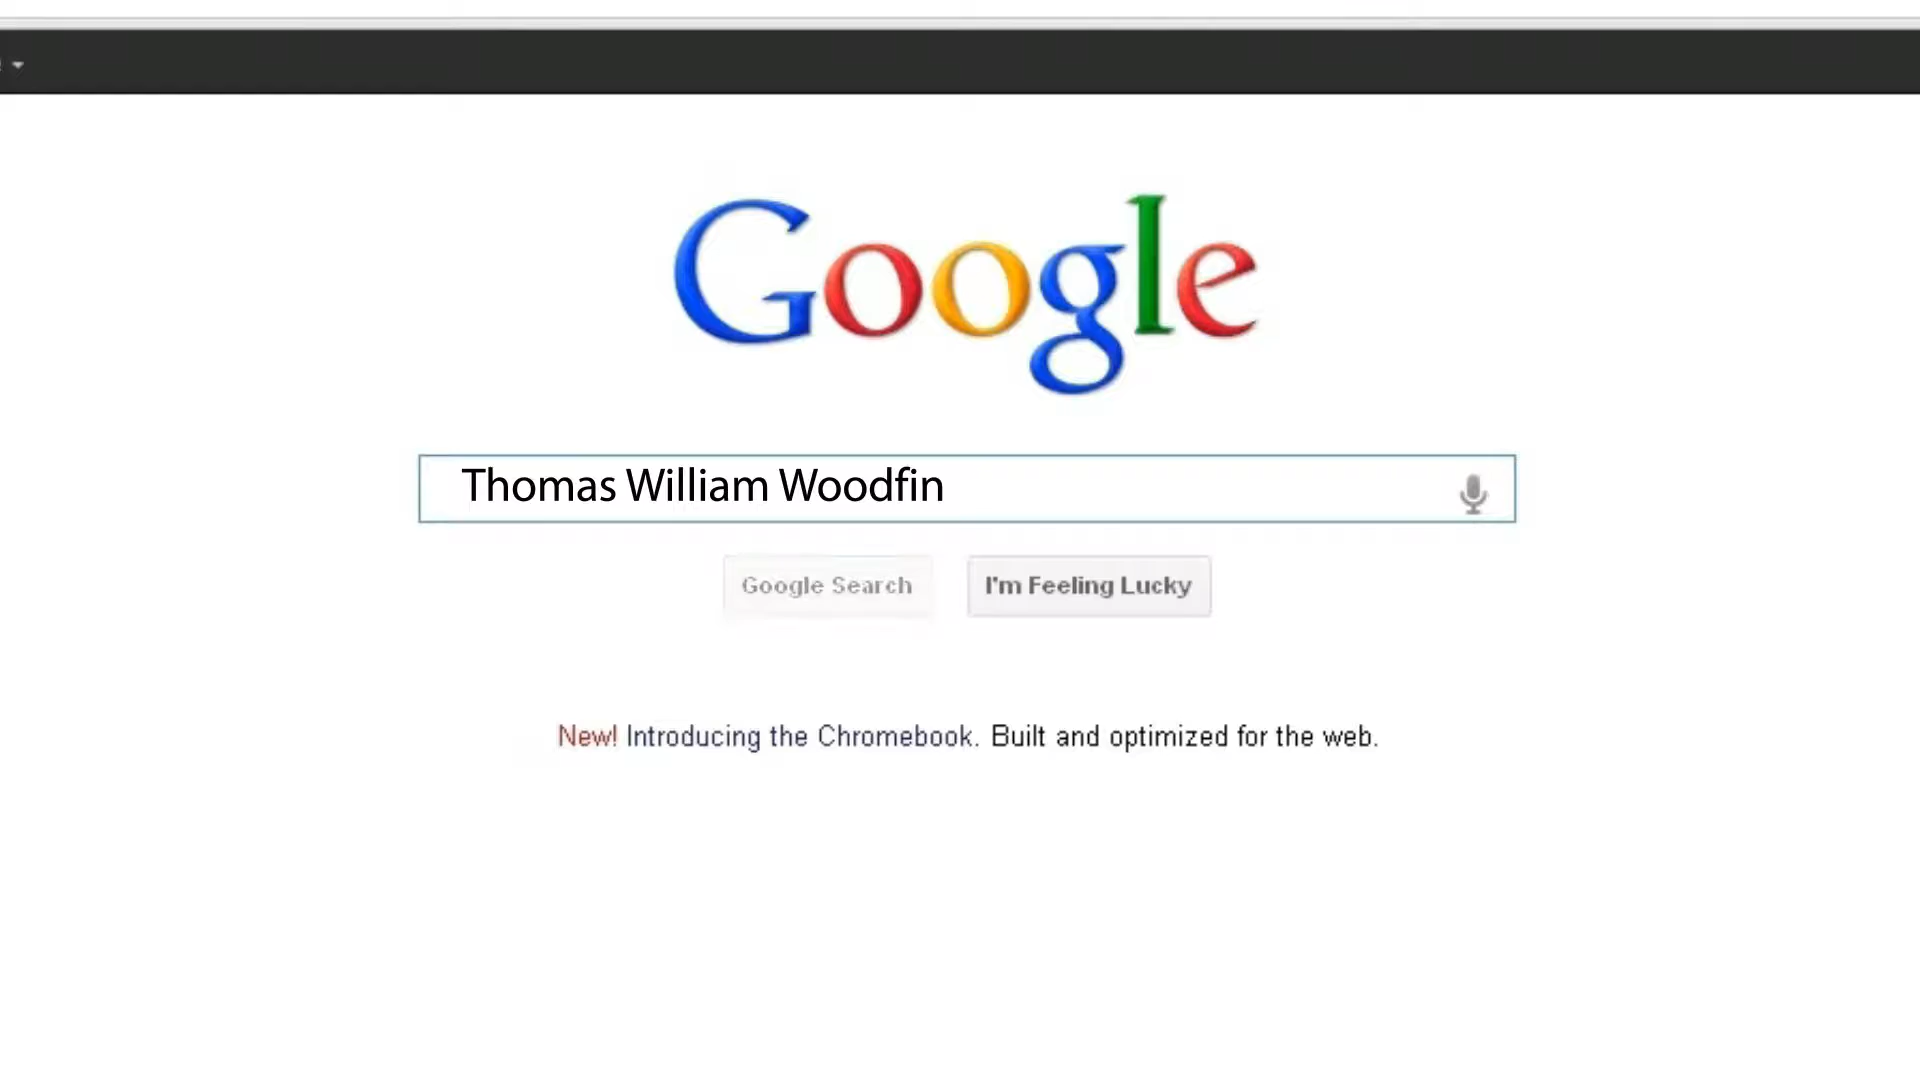 Google
Thomas William Woodfin
Google Search I'm Feeling Lucky
New! Introducing the Chromebook. Built and optimized for the web.